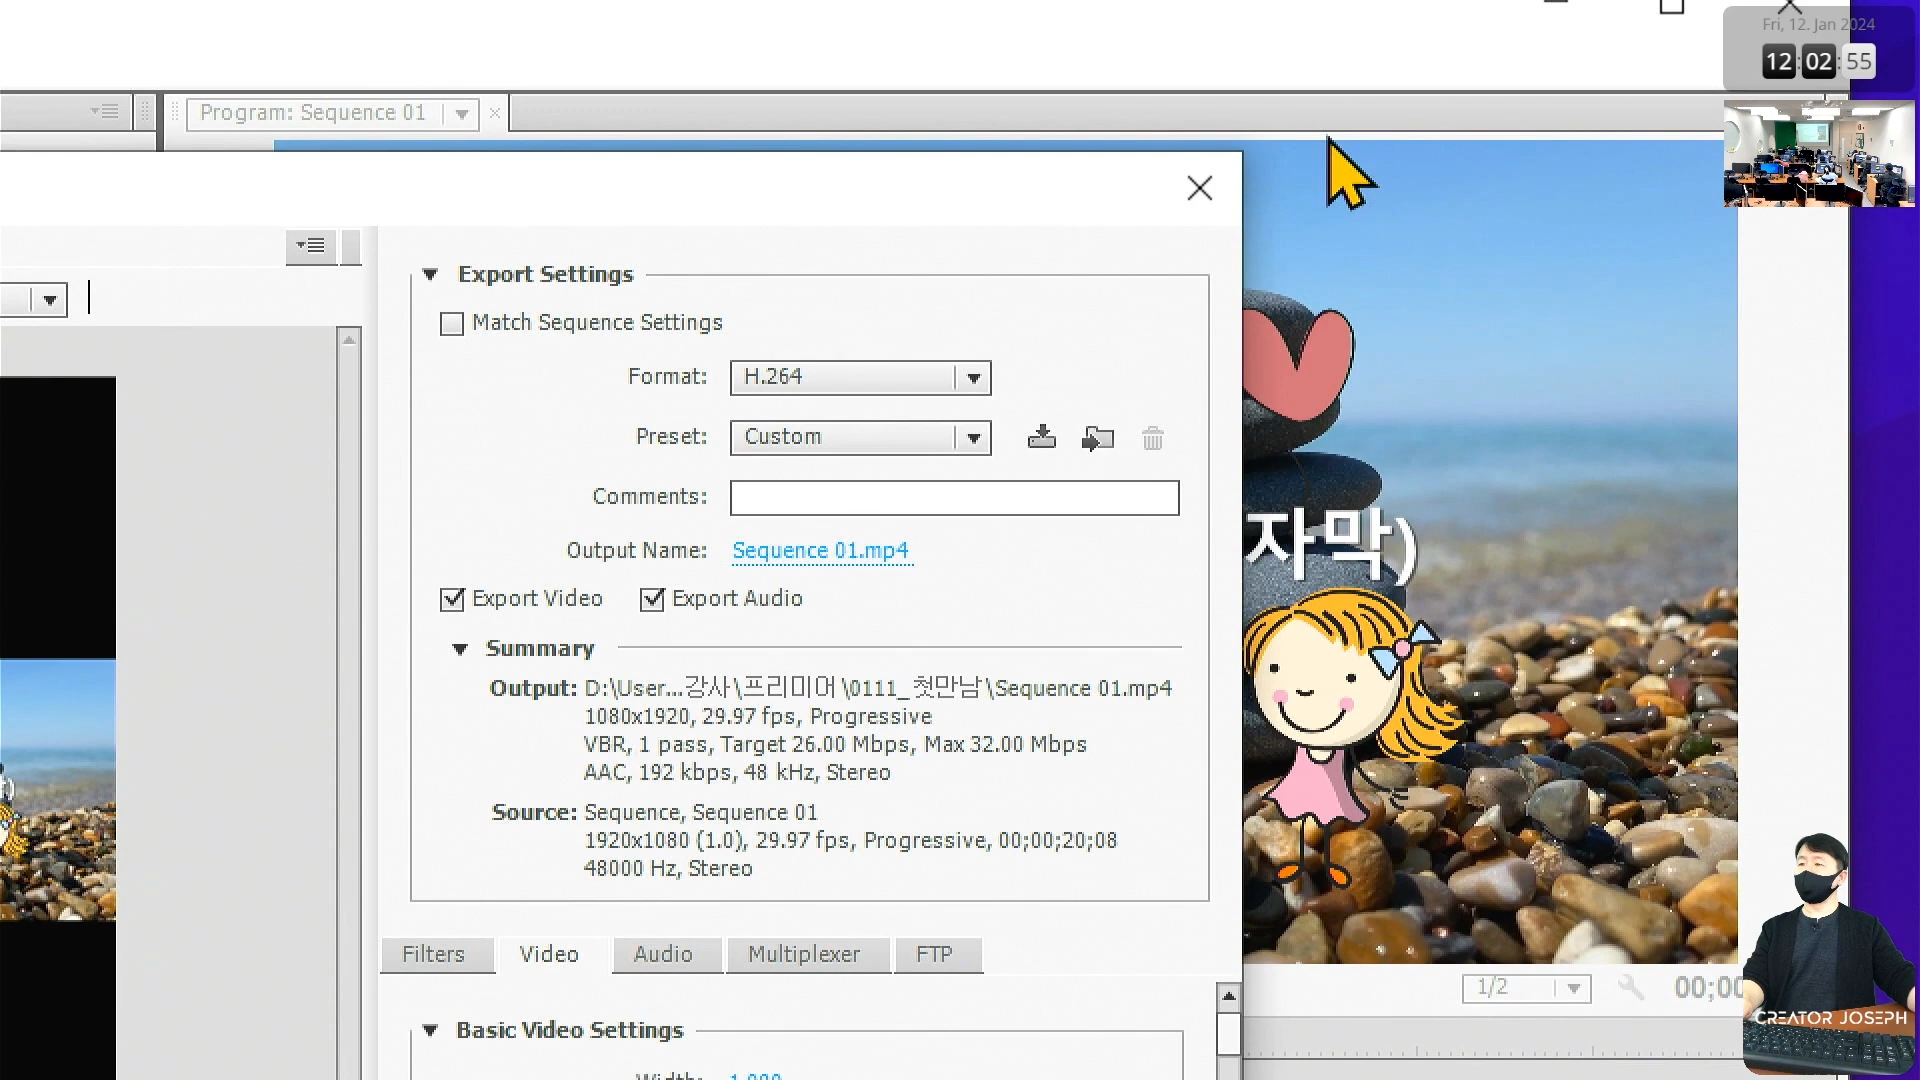 Fri, 12. Jan 2024
12:02:55
Program: Sequence 01
Export Settings
Match Sequence Settings
Format: H.264
Preset: Custom
Comments:
Output Name: Sequence 01.mp4
Export Video Export Audio
Summary
Output: D:\User...강사\프리미어\0111_첫만남\Sequence 01.mp4
1080x1920, 29.97 fps, Progressive
VBR, 1 pass, Target 26.00 Mbps, Max 32.00 Mbps
AAC, 192 kbps, 48 kHz, Stereo
Source: Sequence, Sequence 01
1920x1080 (1.0), 29.97 fps, Progressive, 00;00;20;08
48000 Hz, Stereo
자막)
Filters Video Audio Multiplexer FTP
1/2
00;00
CREATOR JOSEPH
Basic Video Settings
Width: 1,080